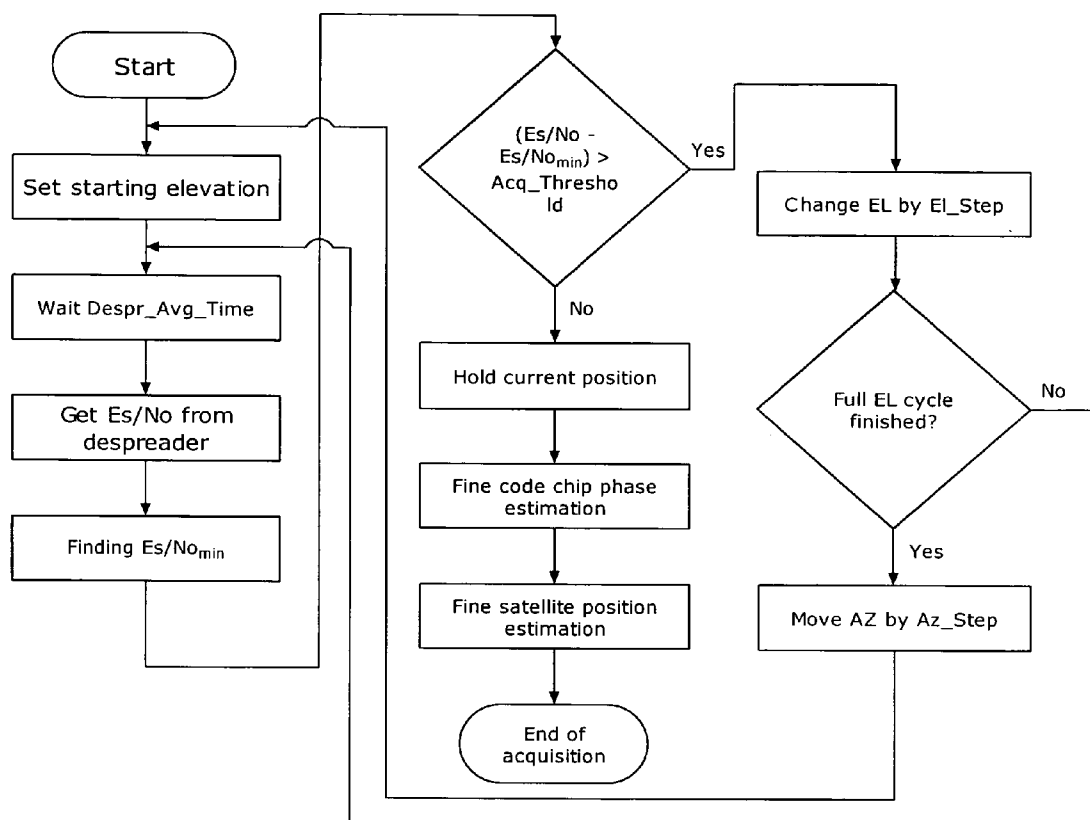 Start
Set starting elevation
Wait Despr_Avg_Time
Get Es/No from
despreader
Finding Es/Nomin
(Es/No -
Es/Nomin) >
Acq_Thresho
ld
Yes
No
Hold current position
Fine code chip phase
estimation
Fine satellite position
estimation
End of
acquisition
Change EL by El_Step
Full EL cycle
finished?
No
Yes
Move AZ by Az_Step